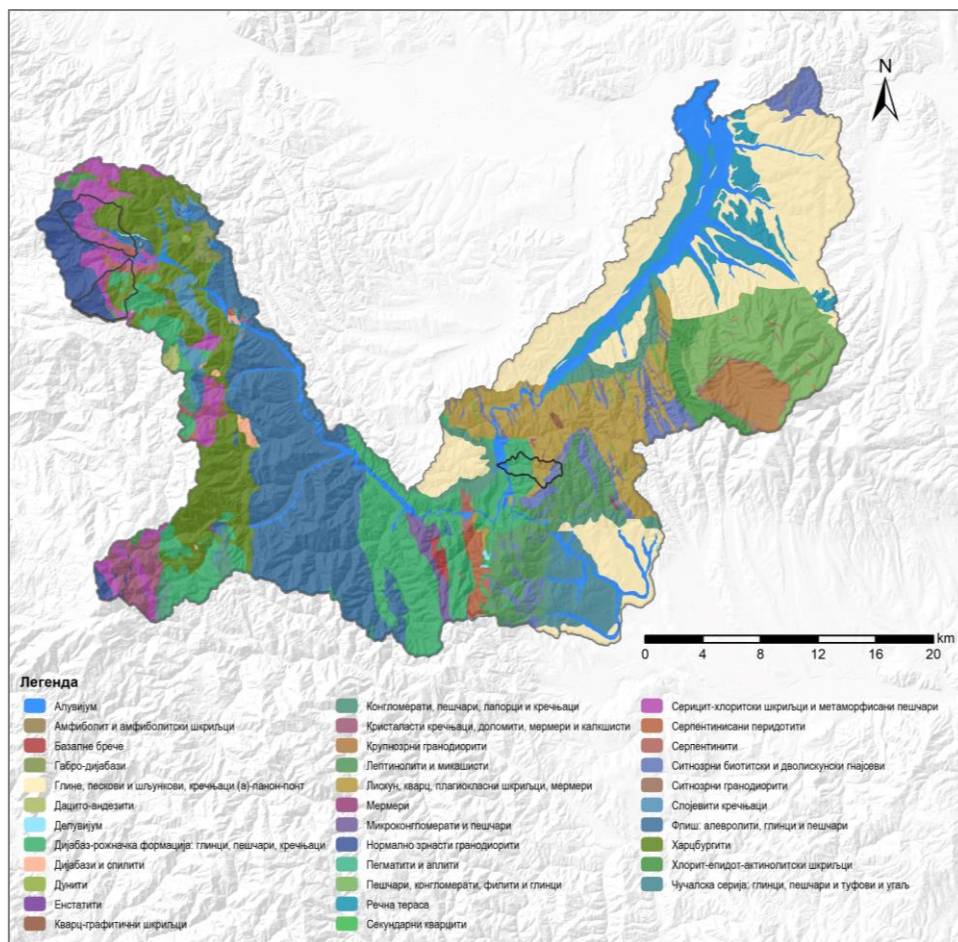 N
km
0 4 8 12 16 20
Легенда
Алувијум
Амфиболит и амфиболитски шкриљци
Базалне брече
Габро-дијабази
Глине, пескови и шљункови, кречњаци (а)-панон-понт
Дацито-андезити
Делувијум
Дијабаз-рожначка формација: глинци, пешчари, кречњаци
Дијабази и спилити
Дунити
Енстатити
Кварц-графитични шкриљци
Конгломерати, пешчари, лапорци и кречњаци
Кристаласти кречњаци, доломити, мермери и калкшисти
Крупнозрни гранодиорити
Лептинолити и микашисти
Лискун, кварц, плагиокласни шкриљци, мермери
Мермери
Микроконгломерати и пешчари
Нормално зрнасти гранодиорити
Пегматити и аплити
Пешчари, конгломерати, филити и глинци
Речна тераса
Секундарни кварцити
Серицит-хлоритски шкриљци и метаморфисани пешчари
Серпентинисани перидотити
Серпентинити
Ситнозрни биотитски и дволискунски гнајсеви
Ситнозрни гранодиорити
Слојевити кречњаци
Флиш: алевролити, глинци и пешчари
Харцбургити
Хлорит-епидот-актинолитски шкриљци
Чучалска серија: глинци, пешчари и туфови и угаљ